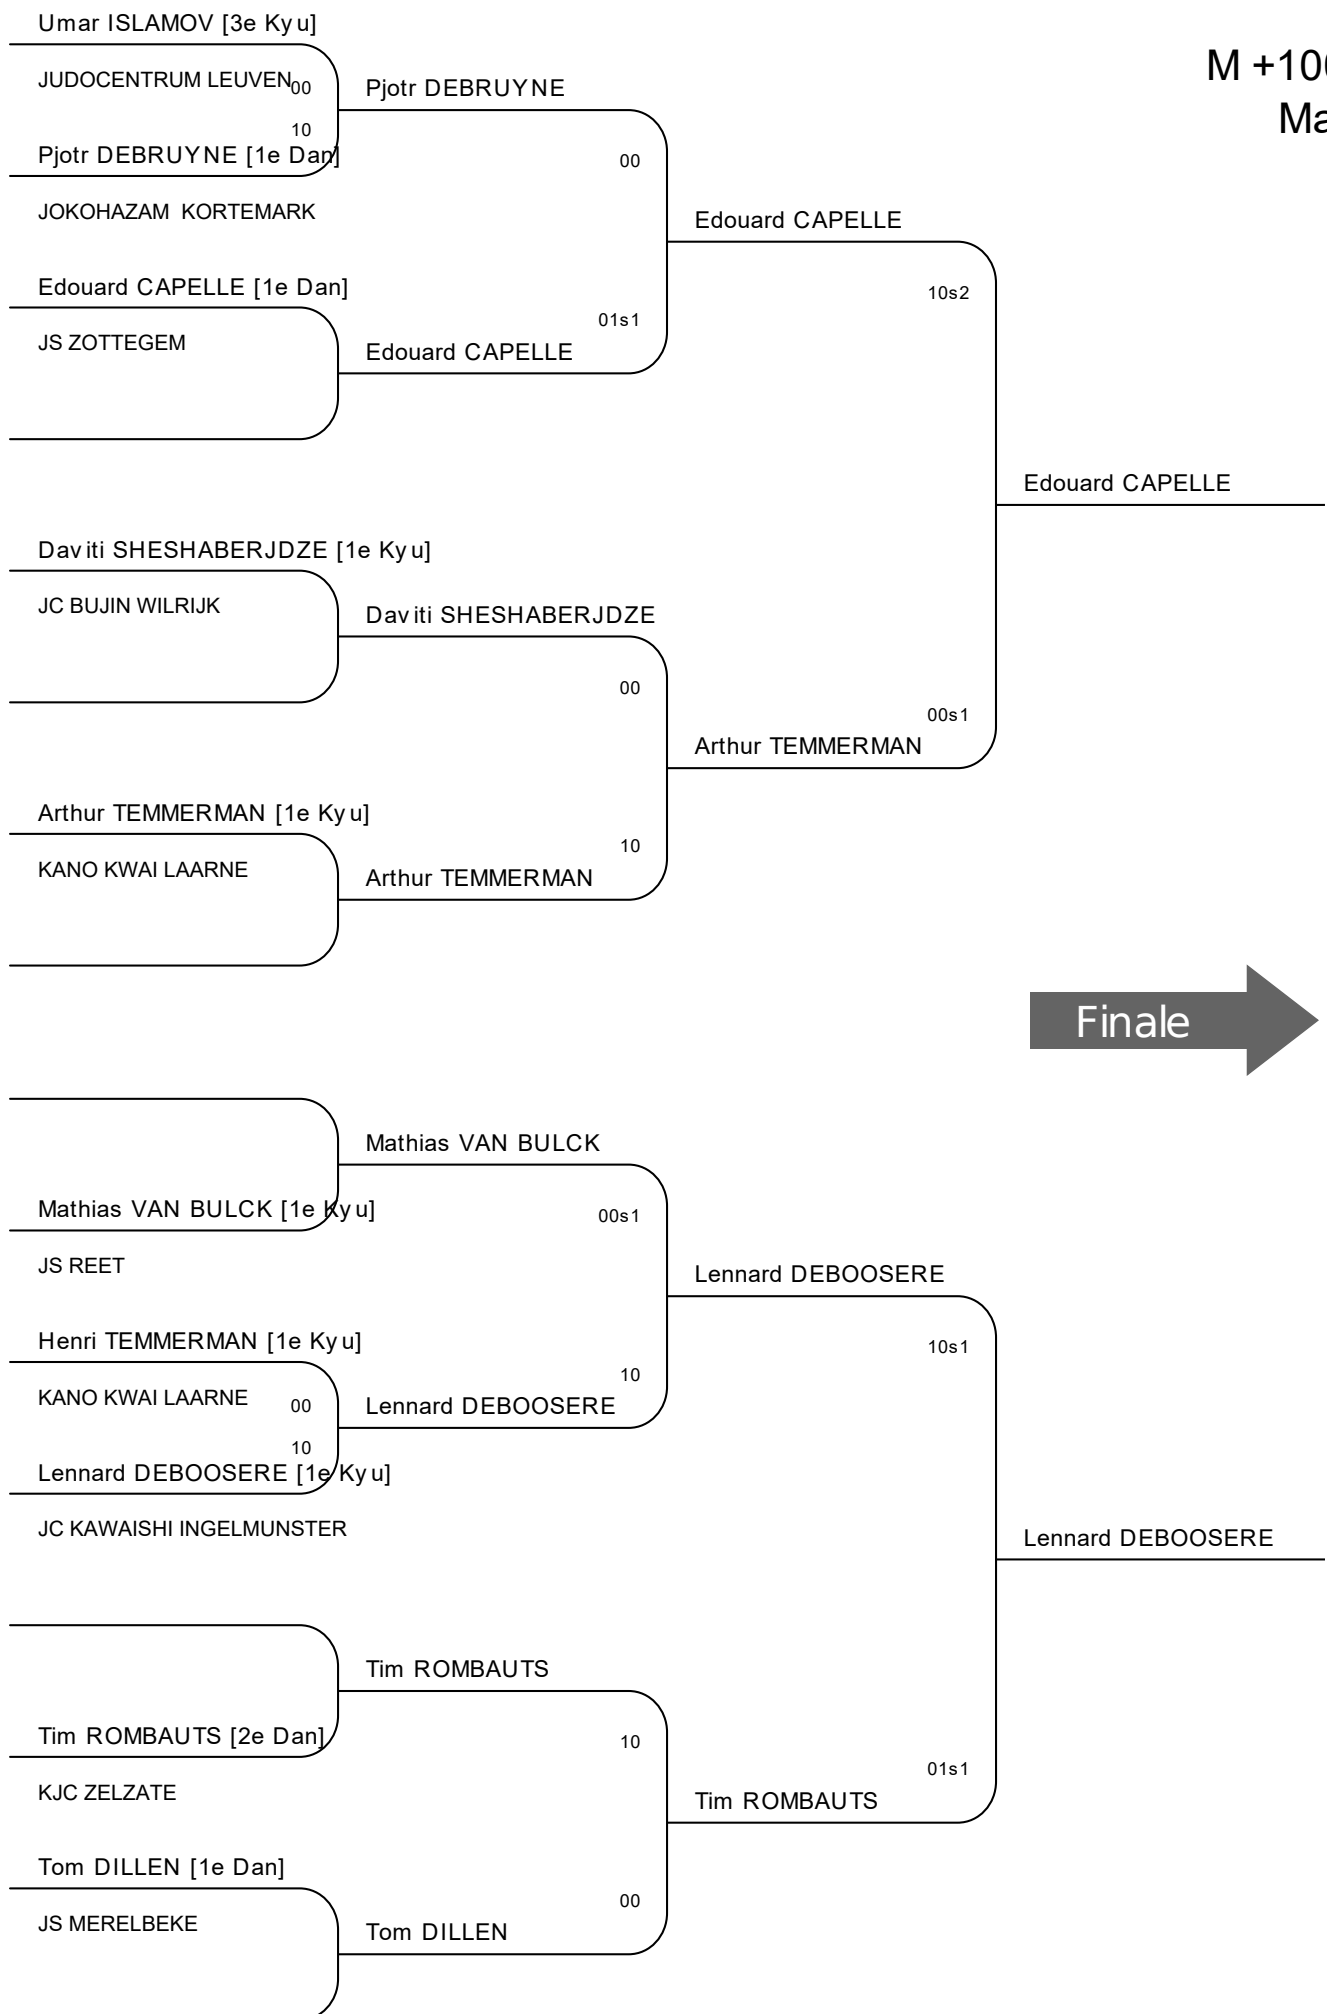 Umar ISLAMOV [3e Kyu]
M +100
JUDOCENTRUM LEUVEN
00
Pjotr DEBRUYNE
Ma
10
Pjotr DEBRUYNE [1e Dan]
00
JOKOHAZAM KORTEMARK
Edouard CAPELLE
Edouard CAPELLE [1e Dan]
10s2
01s1
JS ZOTTEGEM
Edouard CAPELLE
Edouard CAPELLE
Daviti SHESHABERJDZE [1e Kyu]
JC BUJIN WILRIJK
Daviti SHESHABERJDZE
00
00s1
Arthur TEMMERMAN
Arthur TEMMERMAN [1e Kyu]
10
KANO KWAI LAARNE
Arthur TEMMERMAN
Finale
Mathias VAN BULCK
Mathias VAN BULCK [1e Kyu]
00s1
JS REET
Lennard DEBOOSERE
Henri TEMMERMAN [1e Kyu]
10s1
10
KANO KWAI LAARNE
00
Lennard DEBOOSERE
10
Lennard DEBOOSERE [1e Kyu]
JC KAWAISHI INGELMUNSTER
Lennard DEBOOSERE
Tim ROMBAUTS
Tim ROMBAUTS [2e Dan]
10
01s1
KJC ZELZATE
Tim ROMBAUTS
Tom DILLEN [1e Dan]
00
JS MERELBEKE
Tom DILLEN